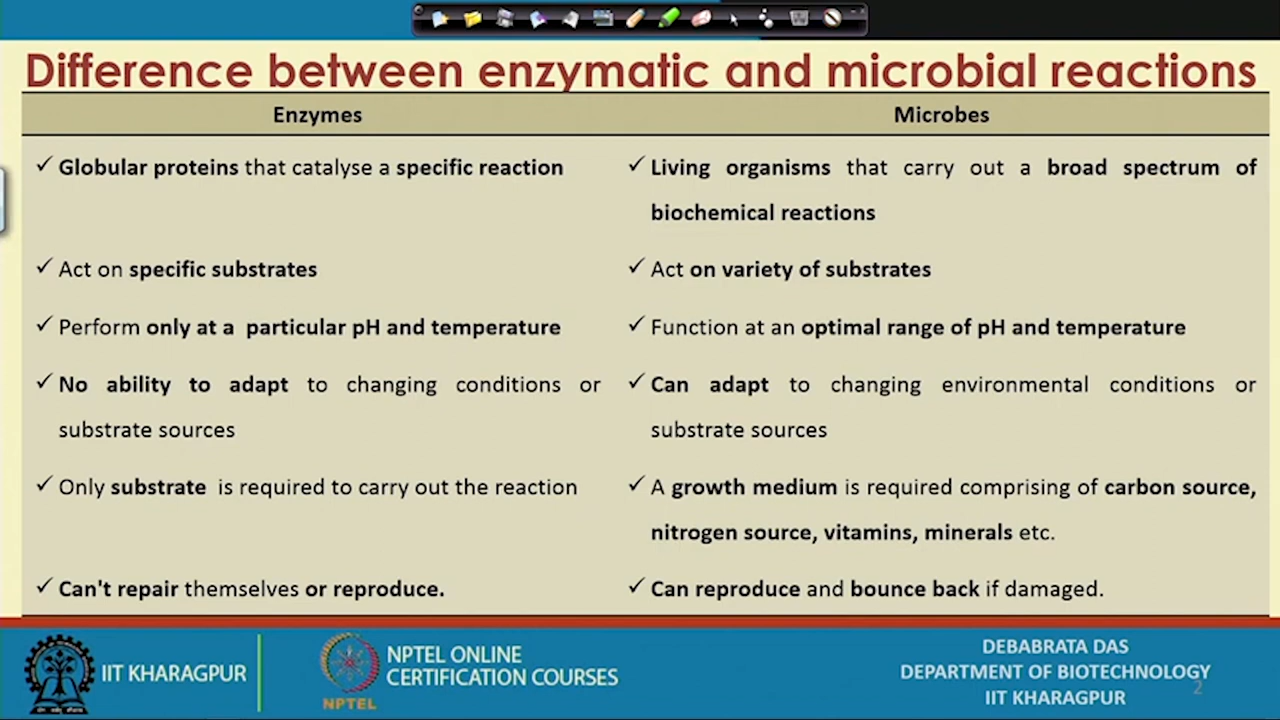 Difference between enzymatic and microbial reactions
Enzymes
Microbes
✓ Globular proteins that catalyse a specific reaction
✓ Living organisms that carry out a broad spectrum of
biochemical reactions
✓ Act on specific substrates
✓ Act on variety of substrates
✓ Perform only at a particular pH and temperature
✓ Function at an optimal range of pH and temperature
✓ No ability to adapt to changing conditions or
substrate sources
✓ Can adapt to changing environmental conditions or
substrate sources
✓ Only substrate is required to carry out the reaction
✓ A growth medium is required comprising of carbon source,
nitrogen source, vitamins, minerals etc.
✓ Can't repair themselves or reproduce.
✓ Can reproduce and bounce back if damaged.
IIT KHARAGPUR
NPTEL
NPTEL ONLINE
CERTIFICATION COURSES
DEBABRATA DAS
DEPARTMENT OF BIOTECHNOLOGY
IIT KHARAGPUR
2